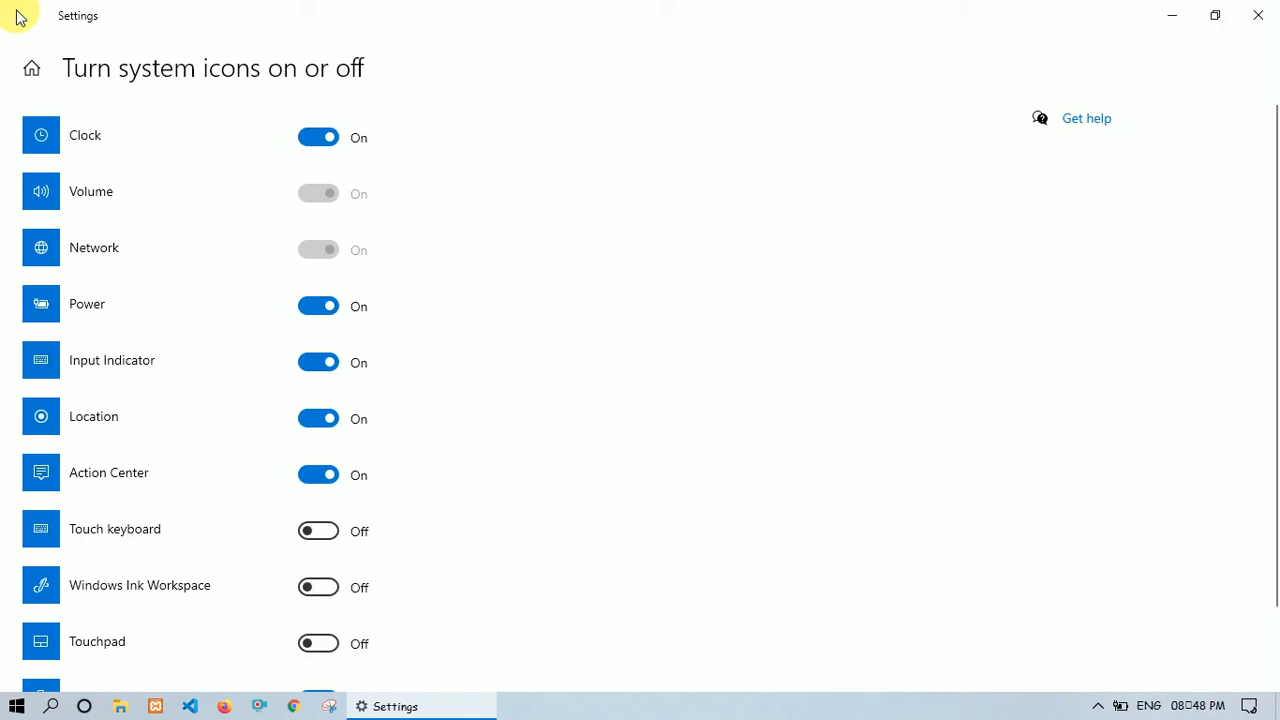 Settings
Turn system icons on or off
Get help
Clock On
Volume On
Network On
Power On
Input Indicator On
Location On
Action Center On
Touch keyboard Off
Windows Ink Workspace Off
Touchpad Off
Settings
ENG 08▯48 PM